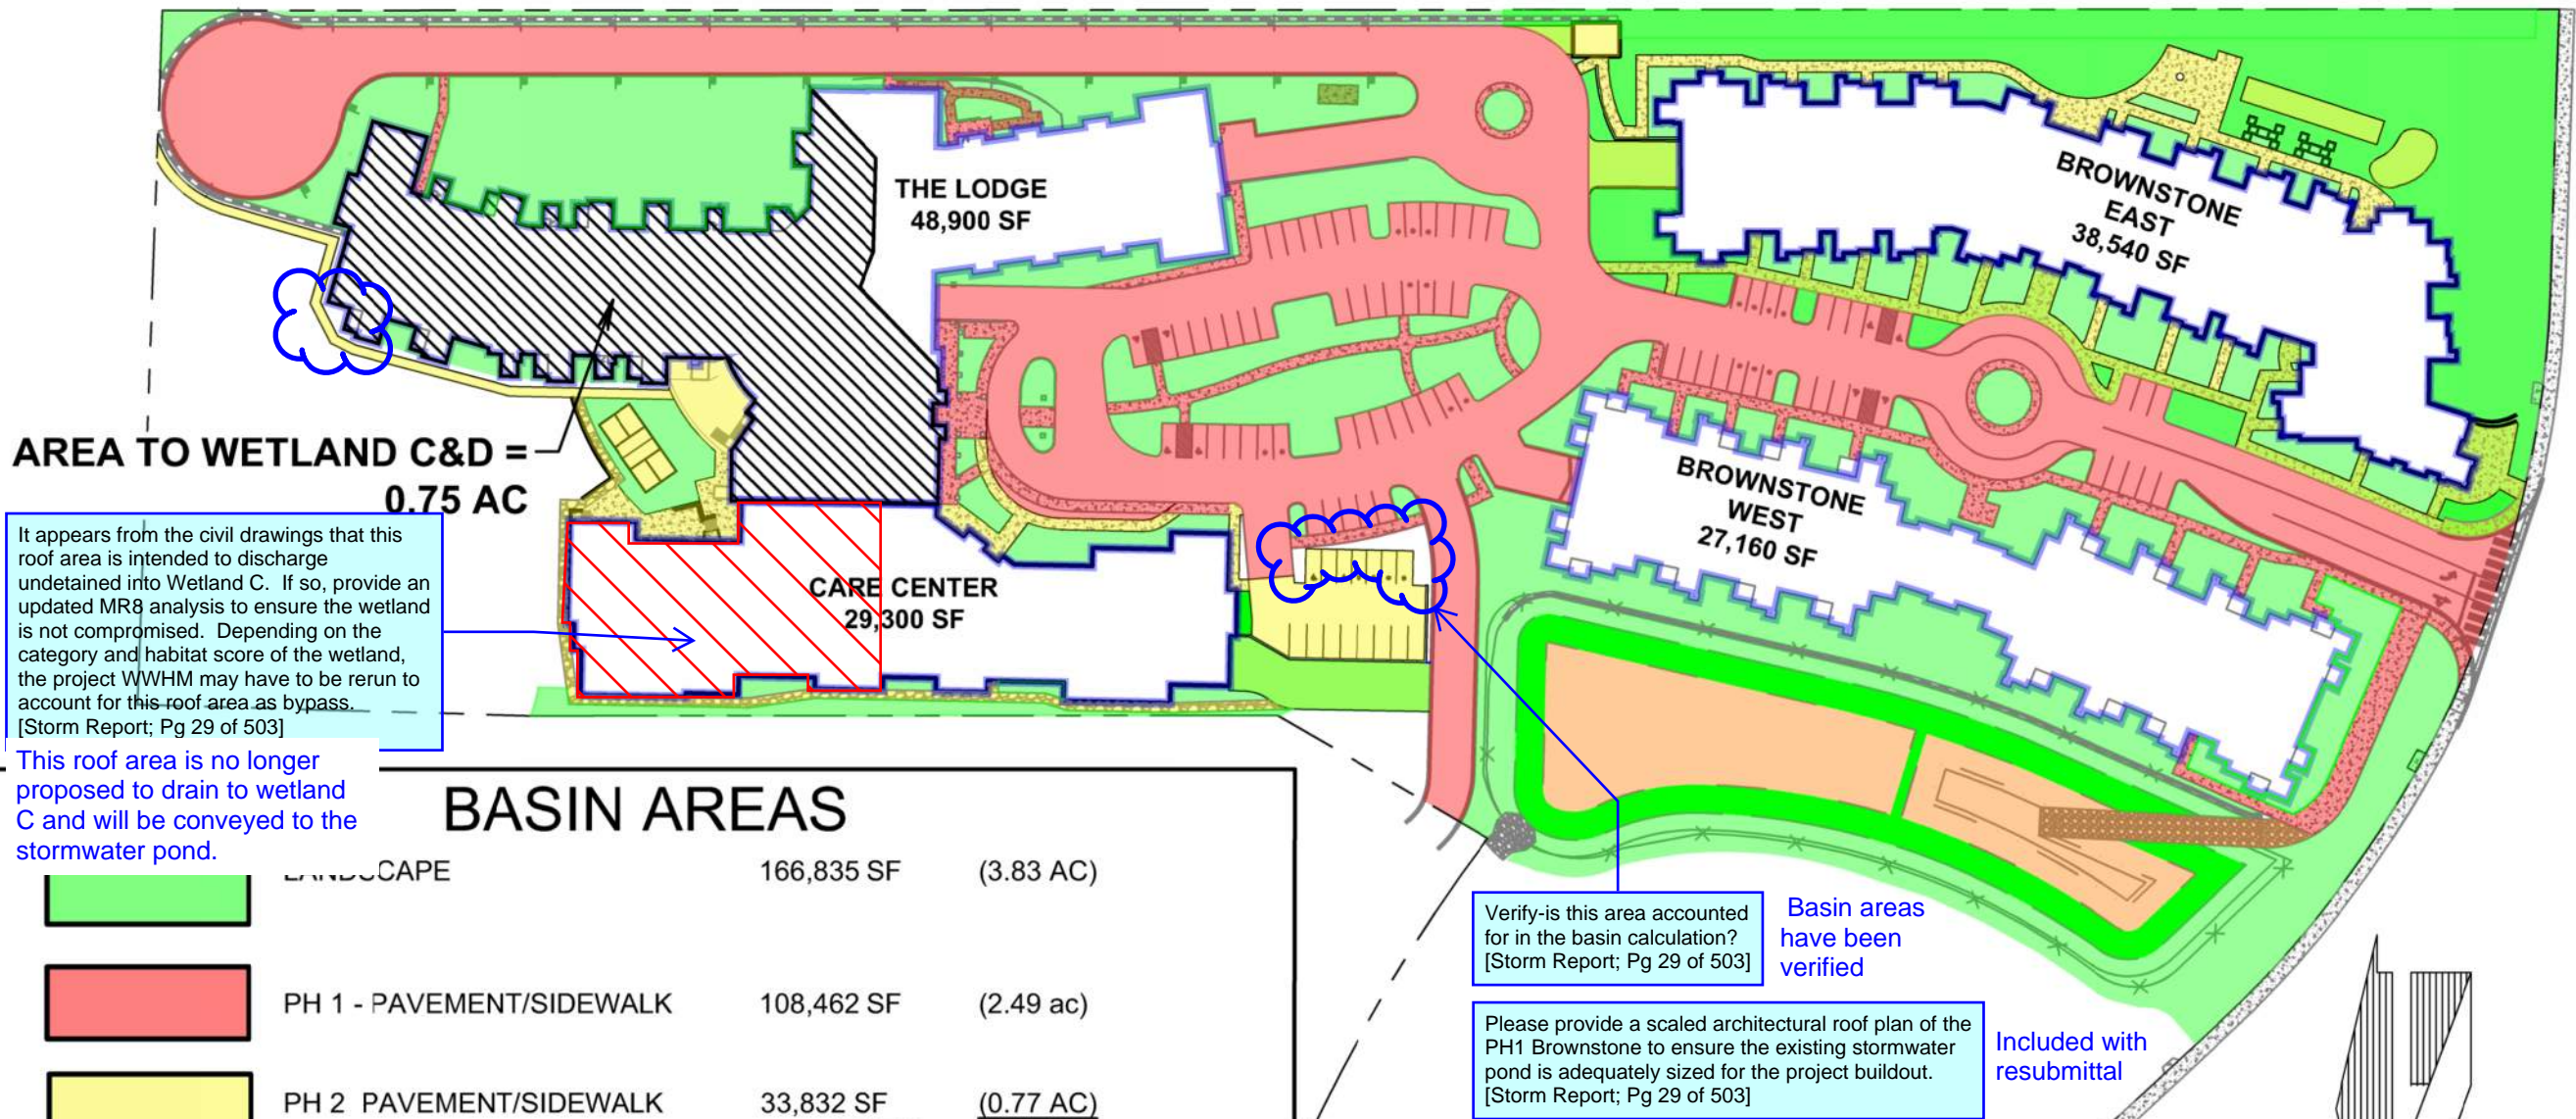 THE LODGE
48,900 SF
BROWNSTONE
EAST
38,540 SF
AREA TO WETLAND C&D =
0.75 AC
BROWNSTONE
WEST
27,160 SF
CARE CENTER
29,300 SF
It appears from the civil drawings that this
roof area is intended to discharge
undetained into Wetland C. If so, provide an
updated MR8 analysis to ensure the wetland
is not compromised. Depending on the
category and habitat score of the wetland,
the project WWHM may have to be rerun to
account for this roof area as bypass.
[Storm Report; Pg 29 of 503]
This roof area is no longer
proposed to drain to wetland
C and will be conveyed to the
stormwater pond.
BASIN AREAS
LANDSCAPE 166,835 SF (3.83 AC)
PH 1 - PAVEMENT/SIDEWALK 108,462 SF (2.49 ac)
PH 2 PAVEMENT/SIDEWALK 33,832 SF (0.77 AC)
Verify-is this area accounted
for in the basin calculation?
[Storm Report; Pg 29 of 503]
Basin areas
have been
verified
Please provide a scaled architectural roof plan of the
PH1 Brownstone to ensure the existing stormwater
pond is adequately sized for the project buildout.
[Storm Report; Pg 29 of 503]
Included with
resubmittal